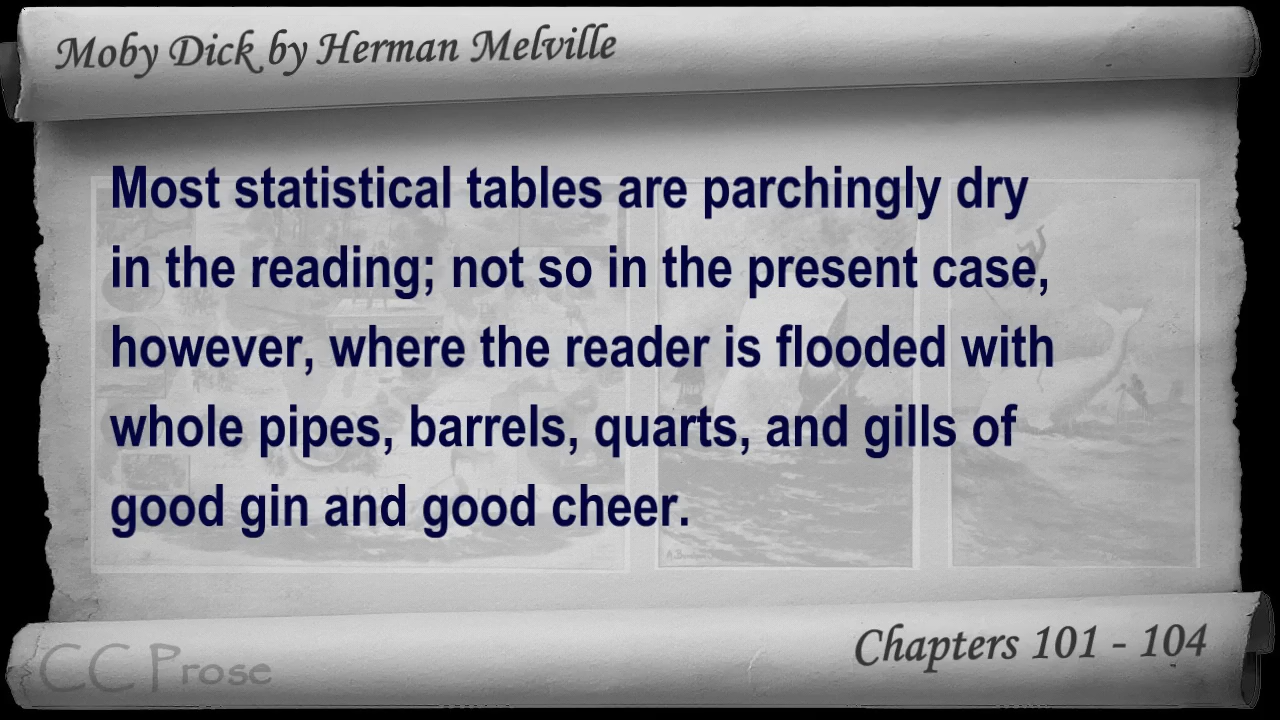 Moby Dick by Herman Melville
Most statistical tables are parchingly dry
in the reading; not so in the present case,
however, where the reader is flooded with
whole pipes, barrels, quarts, and gills of
good gin and good cheer.
Chapters 101 - 104
CC Prose